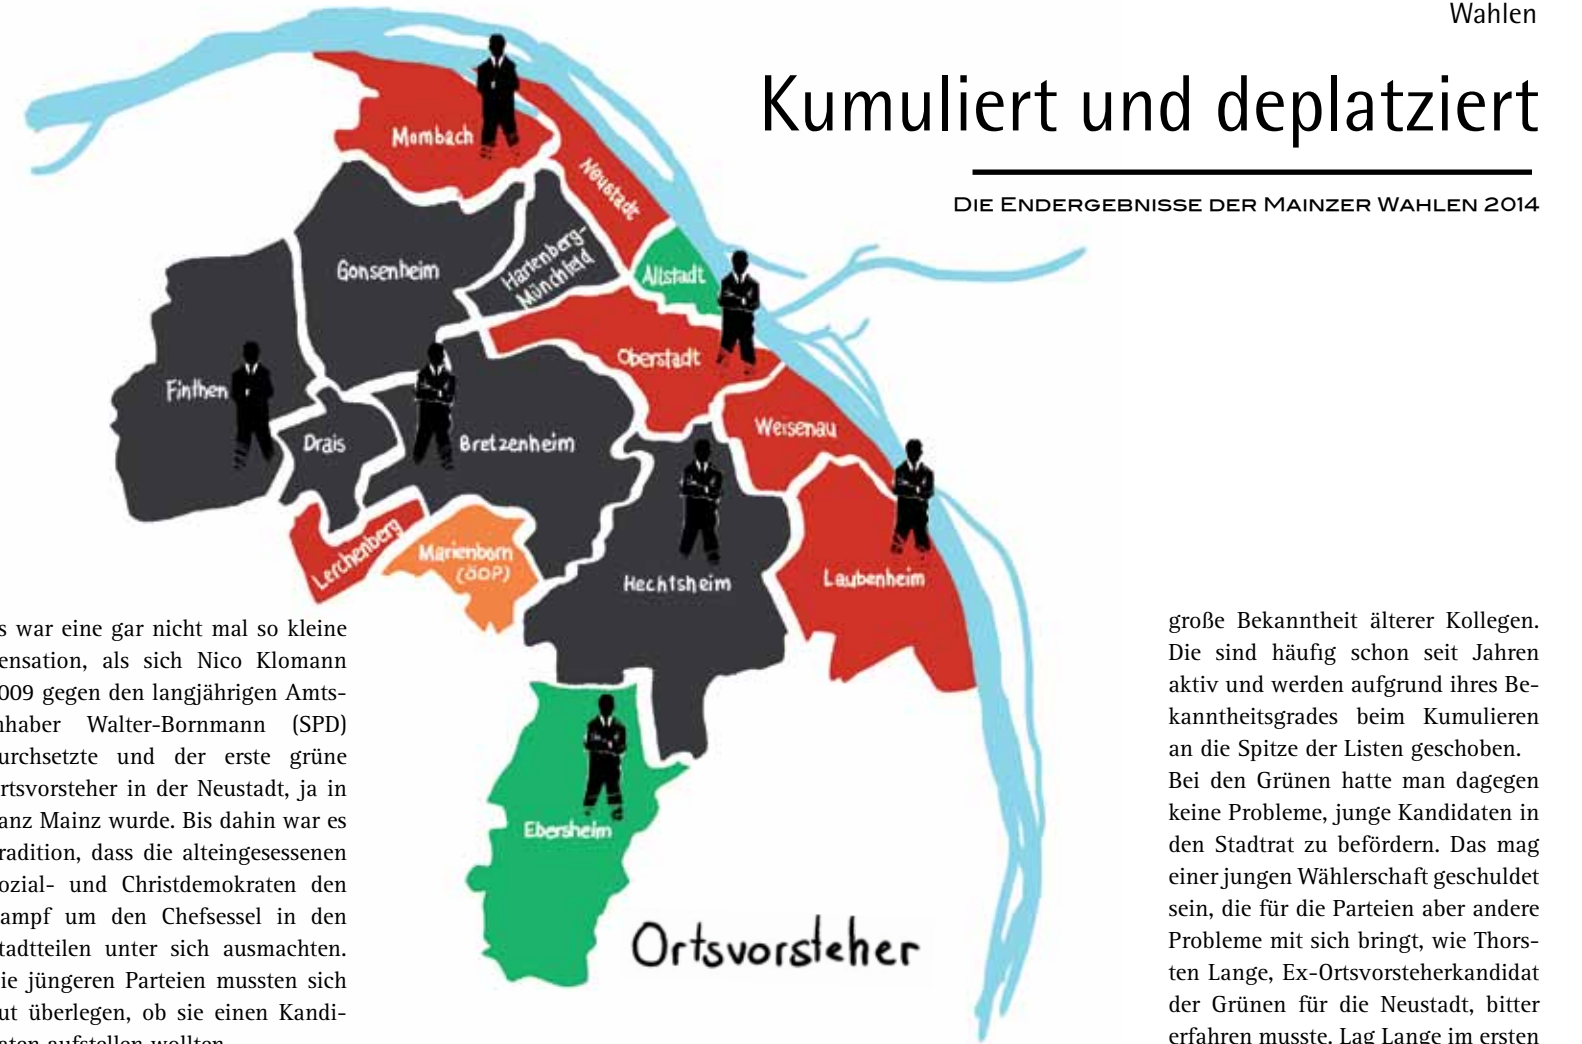 Wahlen
Kumuliert und deplatziert
DIE ENDERGEBNISSE DER MAINZER WAHLEN 2014
Mombach
Neustadt
Gonsenheim
Hartenberg-
Münchfeld
Altstadt
Oberstadt
Finthen
Drais
Bretzenheim
Weisenau
Lerchenberg
Marienborn
(ÖDP)
Hechtsheim
Laubenheim
Ebersheim
Ortsvorsteher
s war eine gar nicht mal so kleine
ensation, als sich Nico Klomann
009 gegen den langjährigen Amts-
nhaber Walter-Bornmann (SPD)
urchsetzte und der erste grüne
rtsvorsteher in der Neustadt, ja in
anz Mainz wurde. Bis dahin war es
radition, dass die alteingesessenen
ozial- und Christdemokraten den
ampf um den Chefsessel in den
tadtteilen unter sich ausmachten.
ie jüngeren Parteien mussten sich
ut überlegen, ob sie einen Kandi-
aten aufstellen wollten
große Bekanntheit älterer Kollegen.
Die sind häufig schon seit Jahren
aktiv und werden aufgrund ihres Be-
kanntheitsgrades beim Kumulieren
an die Spitze der Listen geschoben.
Bei den Grünen hatte man dagegen
keine Probleme, junge Kandidaten in
den Stadtrat zu befördern. Das mag
einer jungen Wählerschaft geschuldet
sein, die für die Parteien aber andere
Probleme mit sich bringt, wie Thors-
ten Lange, Ex-Ortsvorsteherkandidat
der Grünen für die Neustadt, bitter
erfahren musste. Lag Lange im ersten